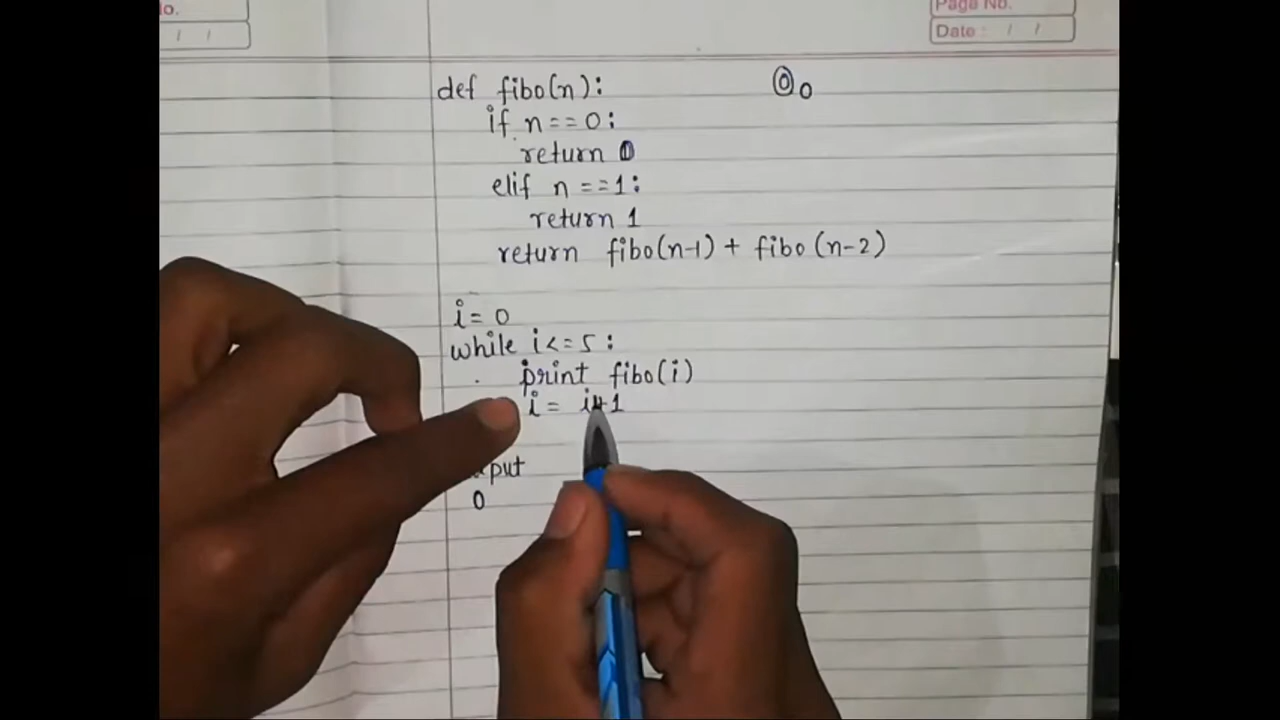 o.
/ /
Page No.
Date : / /
def fibo(n): 0 0
if n == 0:
return 0
elif n == 1:
return 1
return fibo(n-1) + fibo (n-2)
i = 0
while i <= 5 :
print fibo(i)
i = i+1
put
0